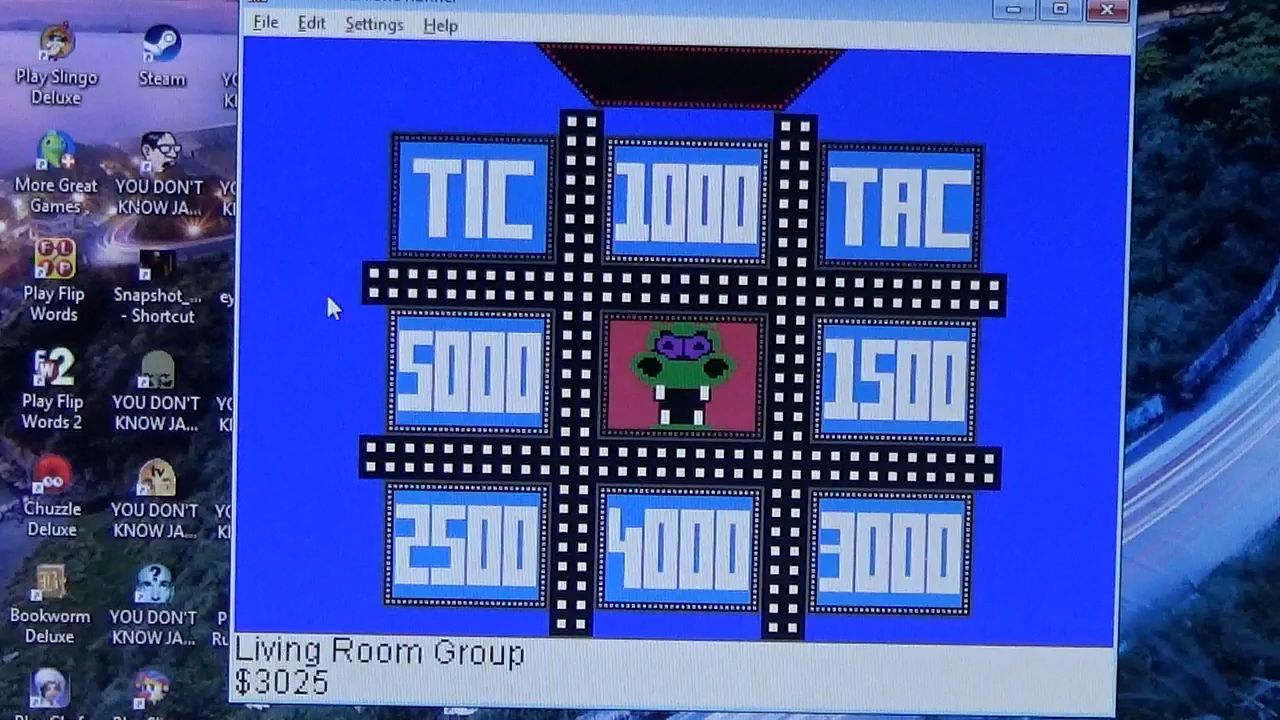 File Edit Settings Help
Play Slingo
Deluxe
Steam
More Great
Games
YOU DON'T
KNOW JA...
Play Flip
Words
Snapshot_...
- Shortcut
Play Flip
Words 2
YOU DON'T
KNOW JA...
Chuzzle
Deluxe
YOU DON'T
KNOW JA...
Bookworm
Deluxe
YOU DON'T
KNOW JA...
TIC 1000 TAC
5000 1500
2500 4000 3000
Living Room Group
$3025